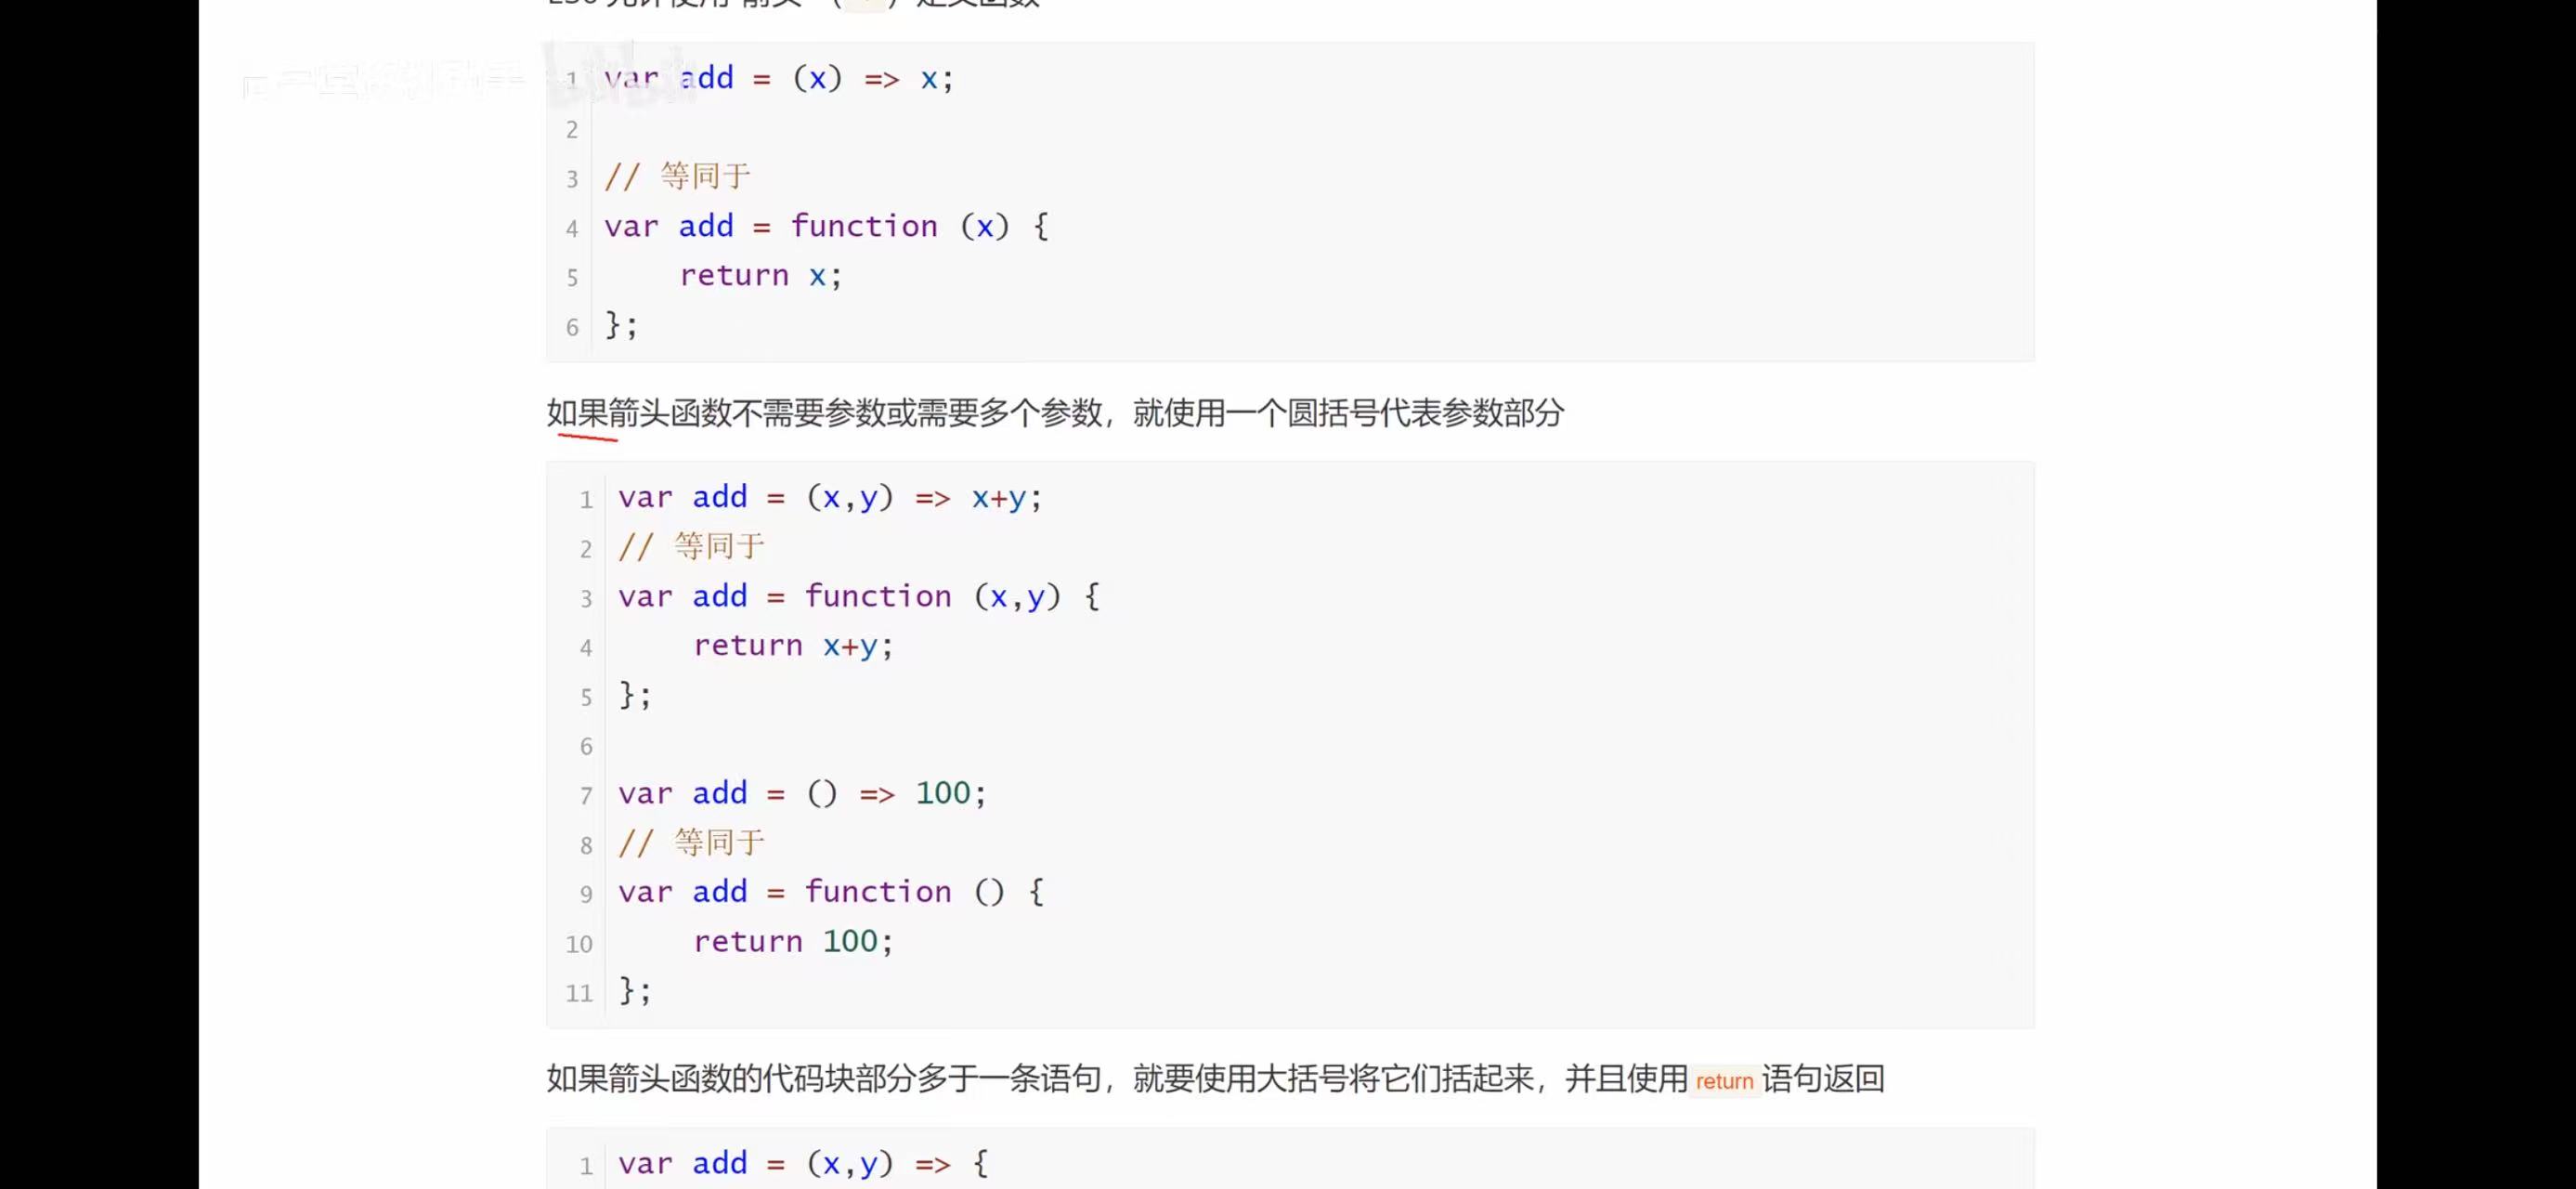 1 var add = (x) => x;
2
3 // 等同于
4 var add = function (x) {
5 return x;
6 };
如果箭头函数不需要参数或需要多个参数，就使用一个圆括号代表参数部分
1 var add = (x,y) => x+y;
2 // 等同于
3 var add = function (x,y) {
4 return x+y;
5 };
6
7 var add = () => 100;
8 // 等同于
9 var add = function () {
10 return 100;
11 };
如果箭头函数的代码块部分多于一条语句，就要使用大括号将它们括起来，并且使用 return 语句返回
1 var add = (x,y) => {